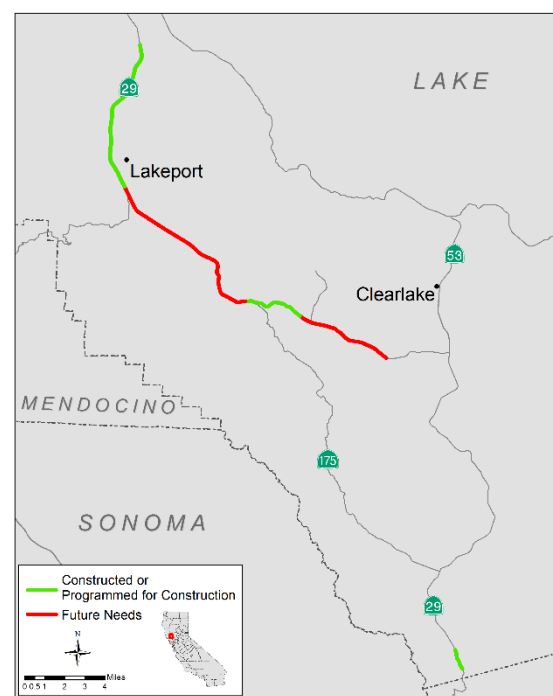 29
LAKE
Lakeport
53
Clearlake
MENDOCINO
175
SONOMA
29
Constructed or
Programmed for Construction
Future Needs
N
0 0.5 1 2 3 4
Miles